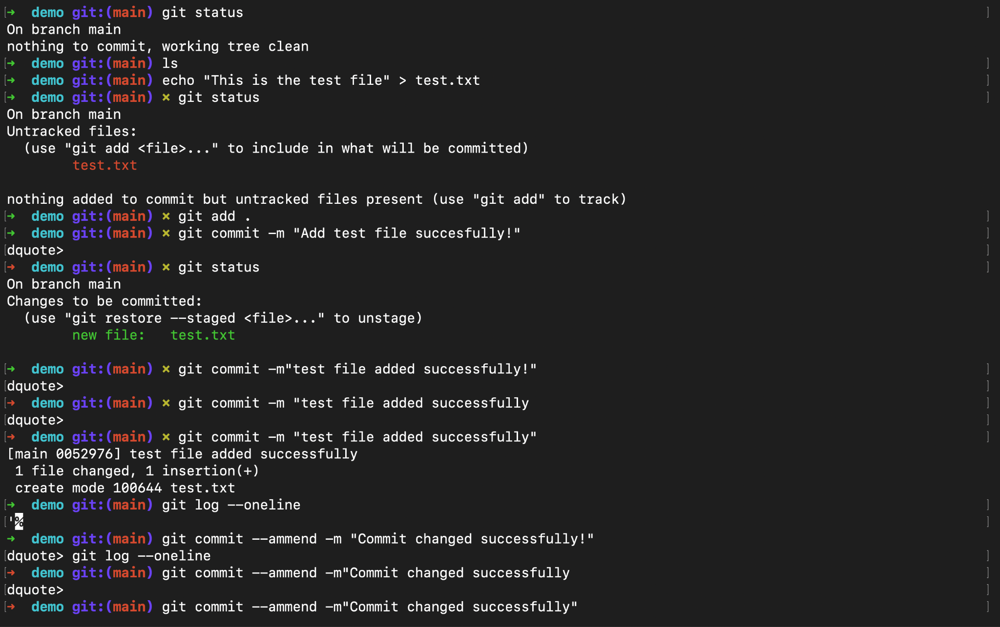 [➜  demo git:(main) git status ]
On branch main
nothing to commit, working tree clean
[➜  demo git:(main) ls ]
[➜  demo git:(main) echo "This is the test file" > test.txt ]
[➜  demo git:(main) ✗ git status ]
On branch main
Untracked files:
  (use "git add <file>..." to include in what will be committed)
        test.txt

nothing added to commit but untracked files present (use "git add" to track)
[➜  demo git:(main) ✗ git add . ]
[➜  demo git:(main) ✗ git commit -m "Add test file succesfully!" ]
[dquote> ]
[➜  demo git:(main) ✗ git status ]
On branch main
Changes to be committed:
  (use "git restore --staged <file>..." to unstage)
        new file:   test.txt

[➜  demo git:(main) ✗ git commit -m"test file added successfully!" ]
[dquote> ]
[➜  demo git:(main) ✗ git commit -m "test file added successfully ]
[dquote> ]
[➜  demo git:(main) ✗ git commit -m "test file added successfully" ]
[main 0052976] test file added successfully
 1 file changed, 1 insertion(+)
 create mode 100644 test.txt
[➜  demo git:(main) git log --oneline ]
['% ]
➜  demo git:(main) git commit --ammend -m "Commit changed successfully!"
[dquote> git log --oneline ]
[➜  demo git:(main) git commit --ammend -m"Commit changed successfully ]
[dquote> ]
[➜  demo git:(main) git commit --ammend -m"Commit changed successfully" ]